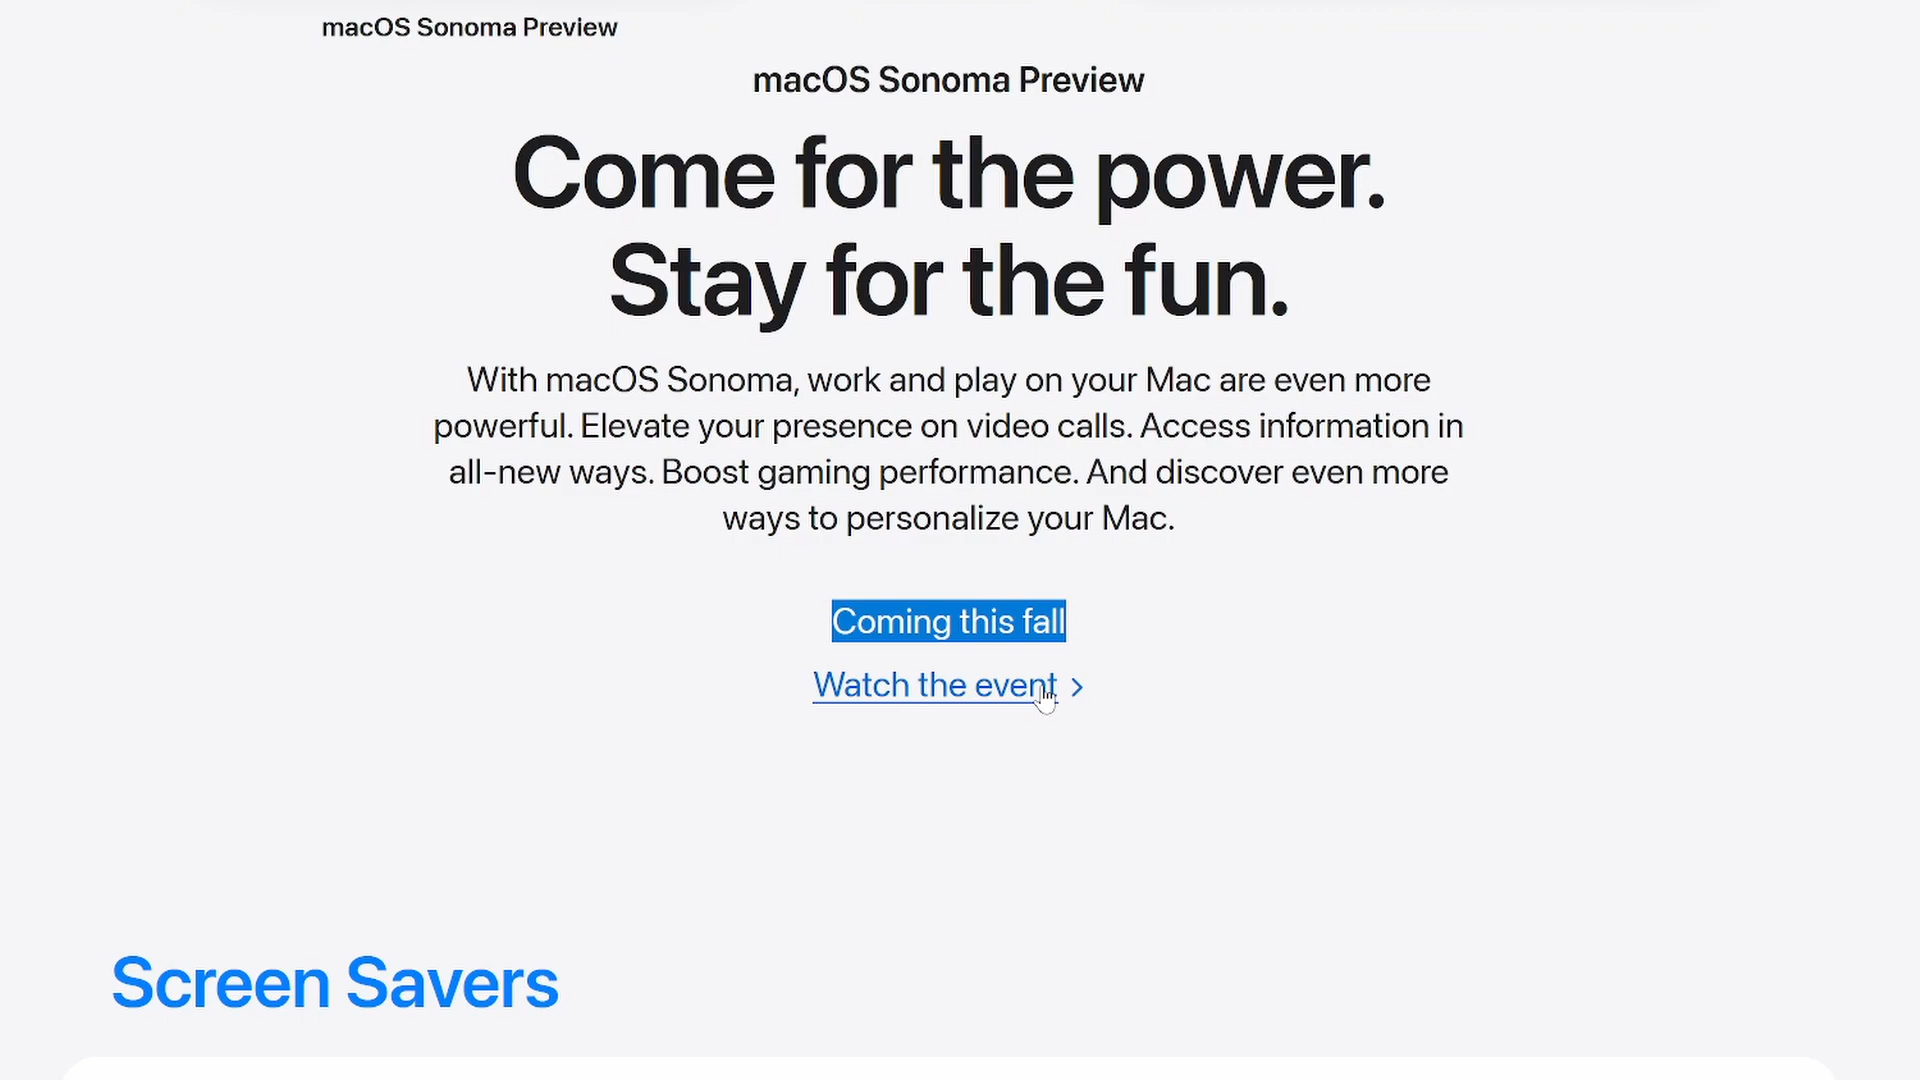 macOS Sonoma Preview
macOS Sonoma Preview
Come for the power.
Stay for the fun.
With macOS Sonoma, work and play on your Mac are even more
powerful. Elevate your presence on video calls. Access information in
all-new ways. Boost gaming performance. And discover even more
ways to personalize your Mac.
Coming this fall
Watch the event >
Screen Savers